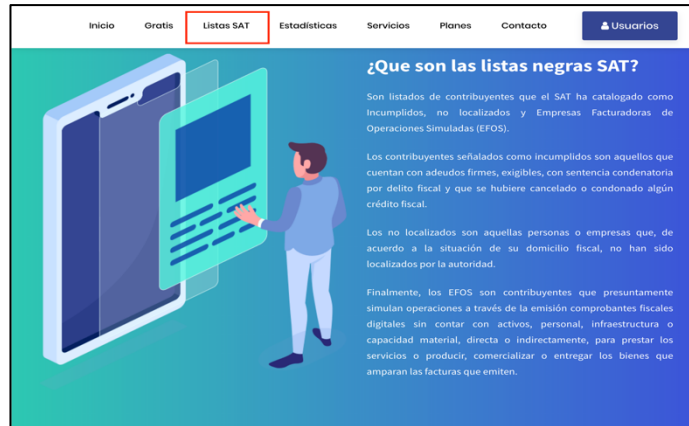 Inicio Gratis Listas SAT Estadísticas Servicios Planes Contacto Usuarios
¿Que son las listas negras SAT?
Son listados de contribuyentes que el SAT ha catalogado como
Incumplidos, no localizados y Empresas Facturadoras de
Operaciones Simuladas (EFOS).
Los contribuyentes señalados como incumplidos son aquellos que
cuentan con adeudos firmes, exigibles, con sentencia condenatoria
por delito fiscal y que se hubiere cancelado o condonado algún
crédito fiscal.
Los no localizados son aquellas personas o empresas que, de
acuerdo a la situación de su domicilio fiscal, no han sido
localizados por la autoridad.
Finalmente, los EFOS son contribuyentes que presuntamente
simulan operaciones a través de la emisión comprobantes fiscales
digitales sin contar con activos, personal, infraestructura o
capacidad material, directa o indirectamente, para prestar los
servicios o producir, comercializar o entregar los bienes que
amparan las facturas que emiten.